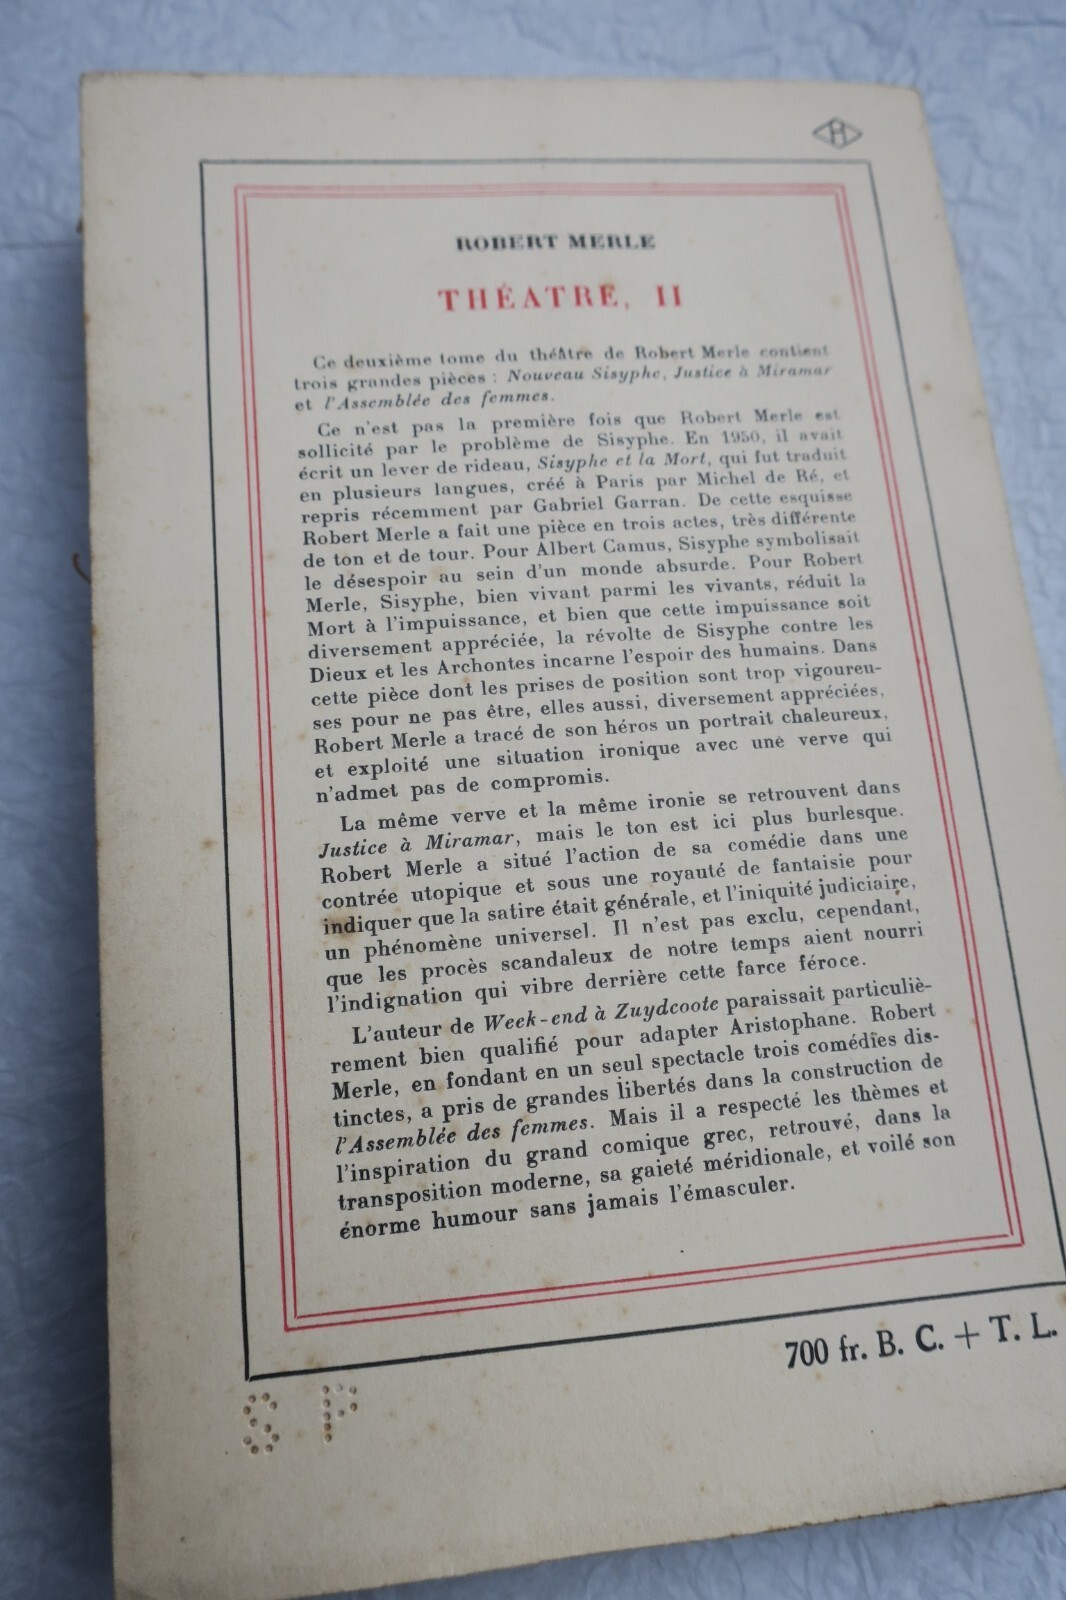 ROBERT MERLE
THÉATRE, II
Ce deuxième tome du théâtre de Robert Merle contient
trois grandes pièces : Nouveau Sisyphe, Justice à Miramar
et l'Assemblée des femmes.
Ce n'est pas la première fois que Robert Merle est
sollicité par le problème de Sisyphe. En 1950, il avait
écrit un lever de rideau, Sisyphe et la Mort, qui fut traduit
en plusieurs langues, créé à Paris par Michel de Ré, et
repris récemment par Gabriel Garran. De cette esquisse
Robert Merle a fait une pièce en trois actes, très différente
de ton et de tour. Pour Albert Camus, Sisyphe symbolisait
le désespoir au sein d'un monde absurde. Pour Robert
Merle, Sisyphe, bien vivant parmi les vivants, réduit la
Mort à l'impuissance, et bien que cette impuissance soit
diversement appréciée, la révolte de Sisyphe contre les
Dieux et les Archontes incarne l'espoir des humains. Dans
cette pièce dont les prises de position sont trop vigoureu-
ses pour ne pas être, elles aussi, diversement appréciées,
Robert Merle a tracé de son héros un portrait chaleureux,
et exploité une situation ironique avec une verve qui
n'admet pas de compromis.
La même verve et la même ironie se retrouvent dans
Justice à Miramar, mais le ton est ici plus burlesque.
Robert Merle a situé l'action de sa comédie dans une
contrée utopique et sous une royauté de fantaisie pour
indiquer que la satire était générale, et l'iniquité judiciaire,
un phénomène universel. Il n'est pas exclu, cependant,
que les procès scandaleux de notre temps aient nourri
l'indignation qui vibre derrière cette farce féroce.
L'auteur de Week-end à Zuydcoote paraissait particuliè-
rement bien qualifié pour adapter Aristophane. Robert
Merle, en fondant en un seul spectacle trois comédies dis-
tinctes, a pris de grandes libertés dans la construction de
l'Assemblée des femmes. Mais il a respecté les thèmes et
l'inspiration du grand comique grec, retrouvé, dans la
transposition moderne, sa gaieté méridionale, et voilé son
énorme humour sans jamais l'émasculer.
700 fr. B. C. + T. L.
S P